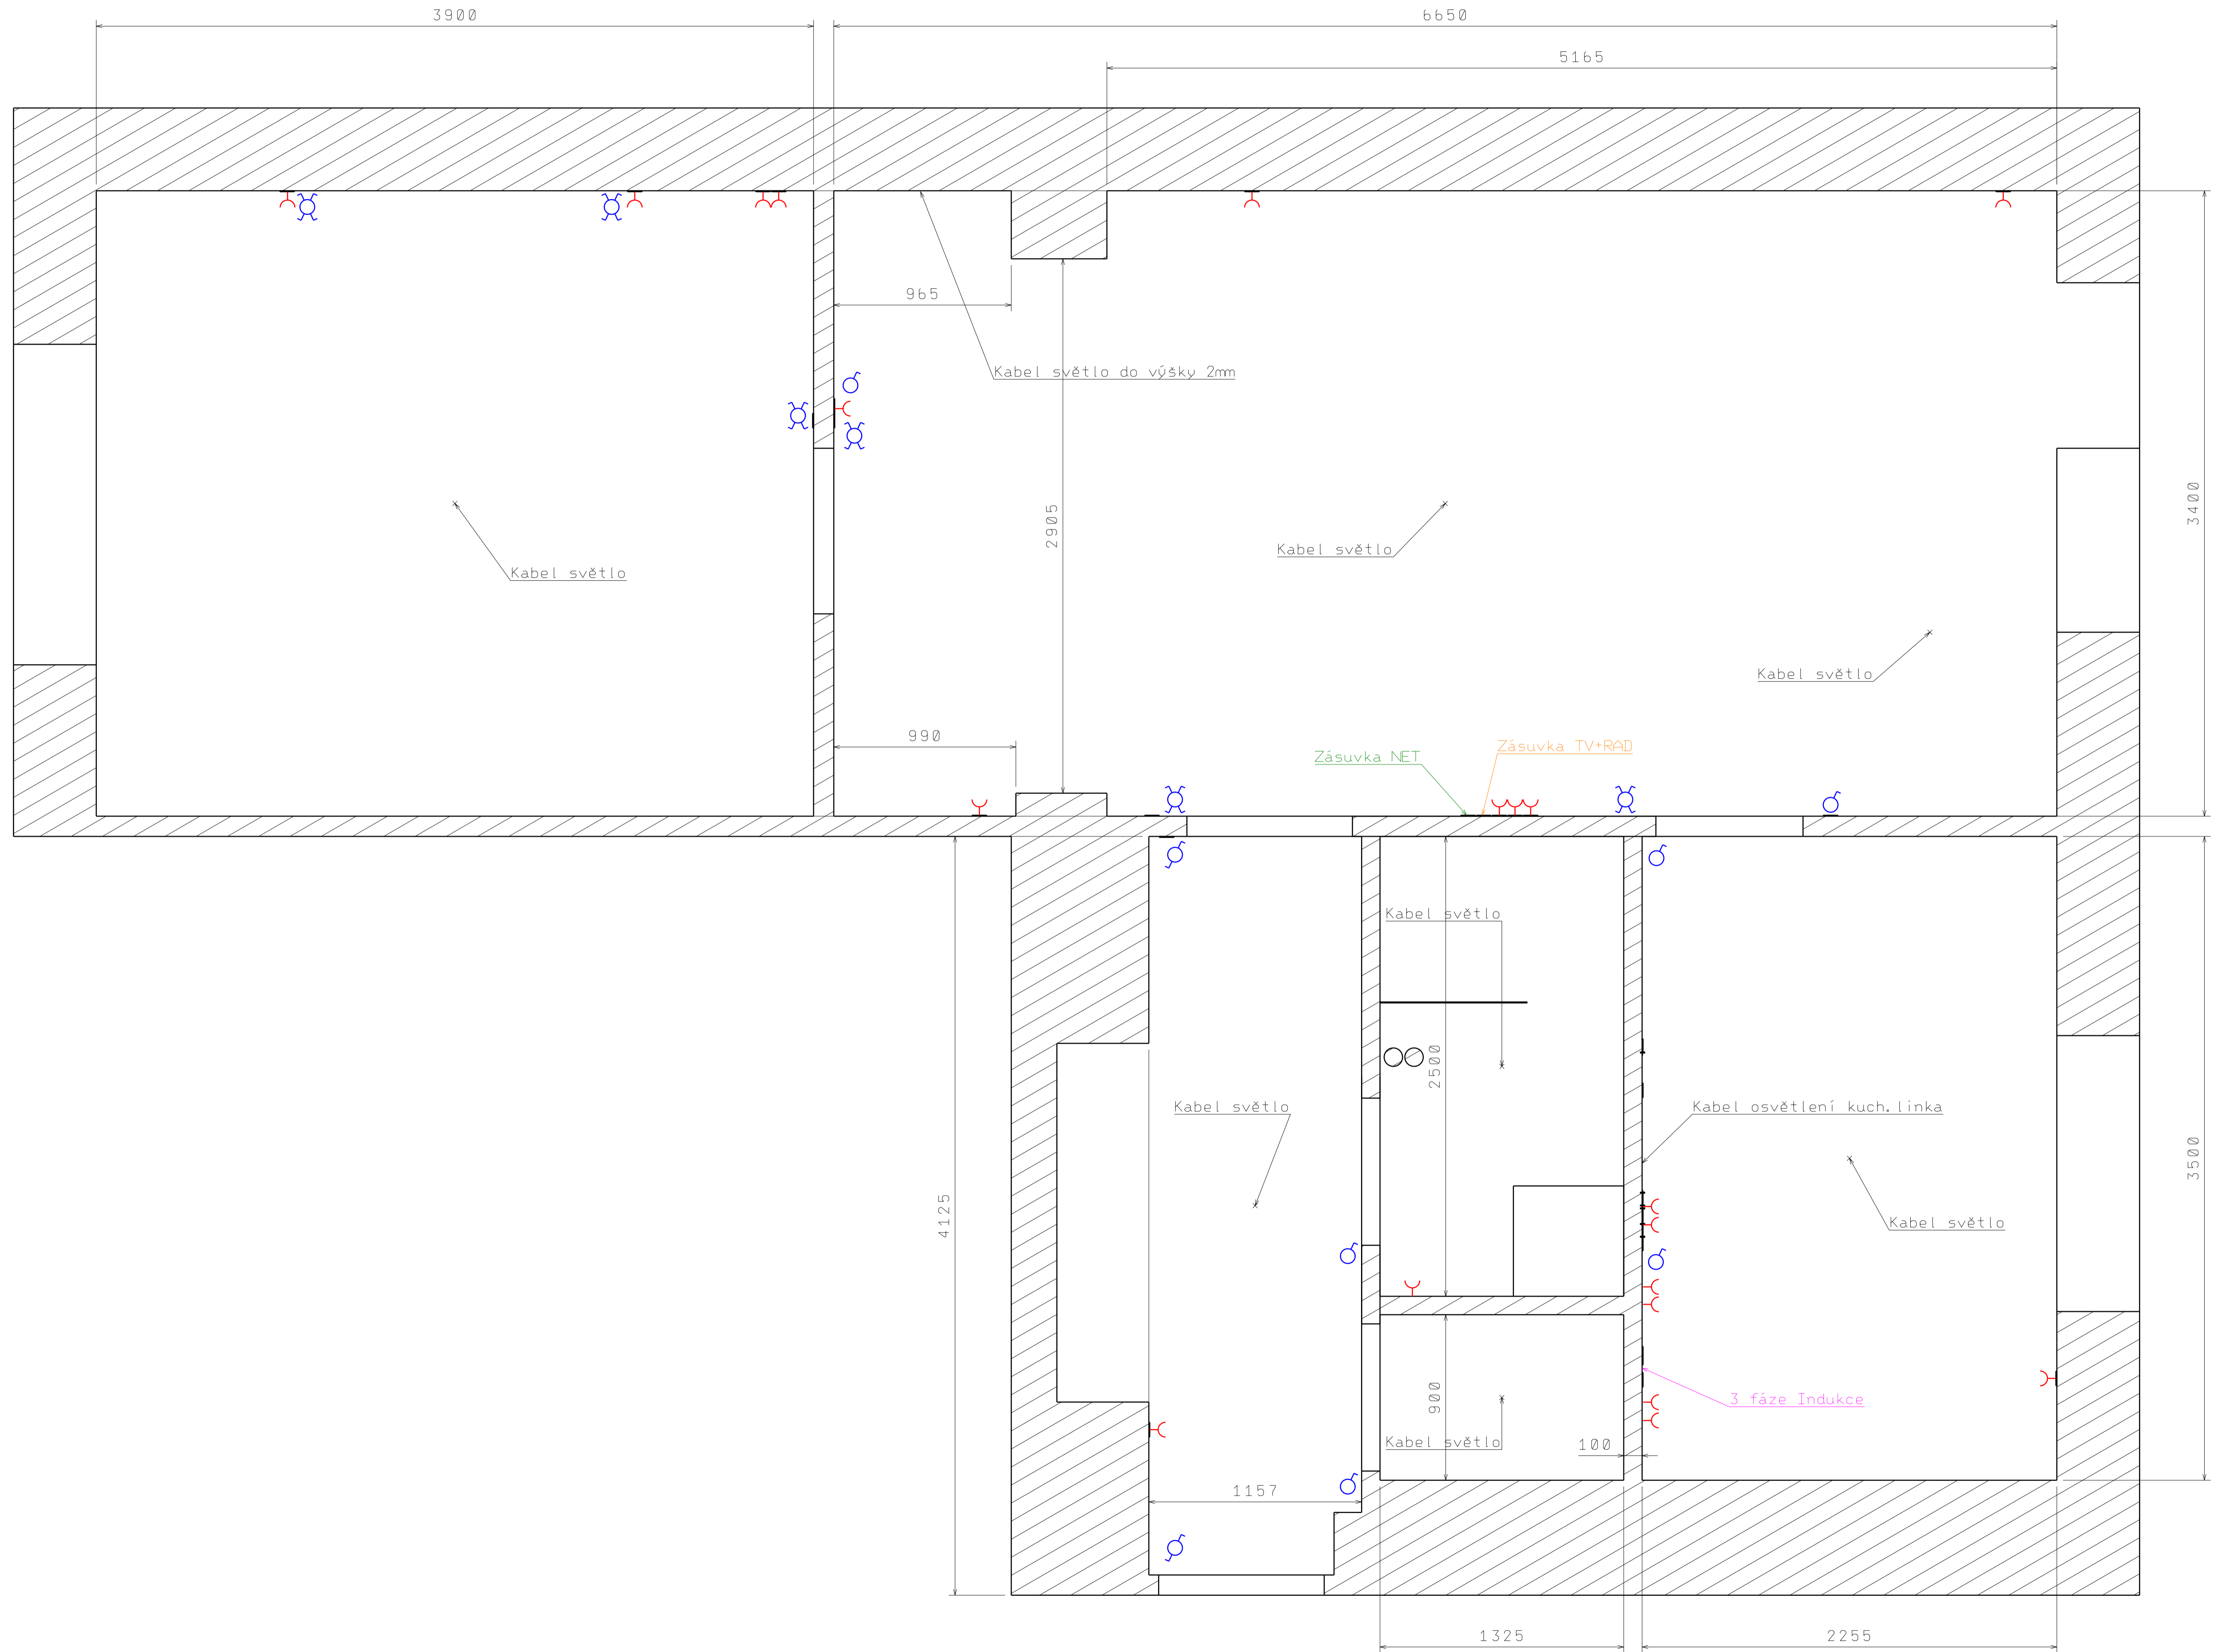 3900
6650
5165
965
Kabel světlo do výšky 2mm
2905
3400
Kabel světlo
Kabel světlo
Kabel světlo
990
Zásuvka NET
Zásuvka TV+RAD
Kabel světlo
2500
Kabel světlo
Kabel osvětlení kuch.linka
4125
3500
Kabel světlo
900
3 fáze Indukce
Kabel světlo
100
1157
1325
2255